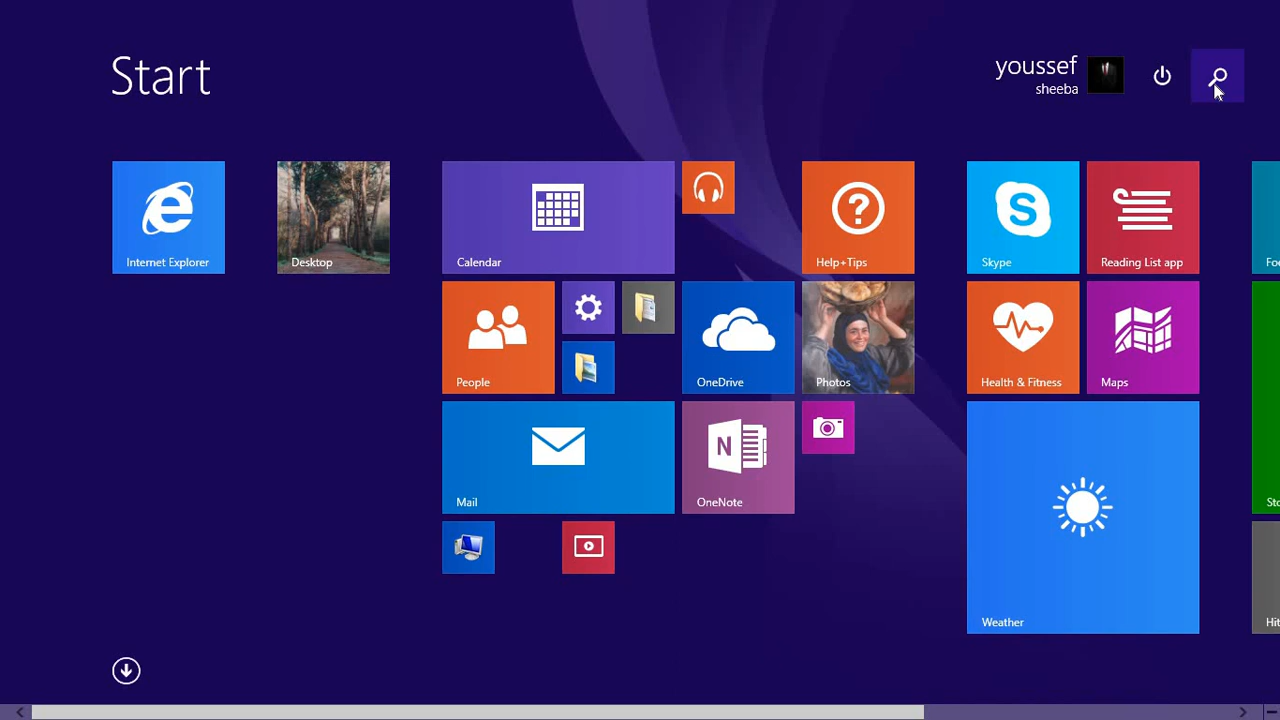 Start
youssef
sheeba
Internet Explorer
Desktop
Calendar
Help+Tips
Skype
Reading List app
People
OneDrive
Photos
Health & Fitness
Maps
Mail
N
OneNote
Weather